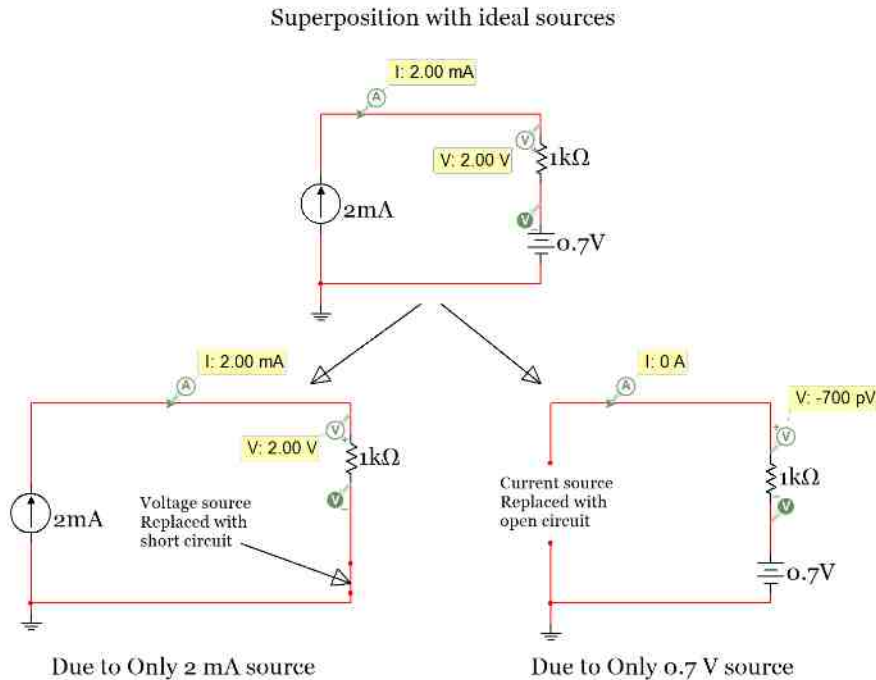 Superposition with ideal sources
I: 2.00 mA
A
V
V: 2.00 V
1kΩ
2mA
V
0.7V
I: 2.00 mA
A
V
V: 2.00 V
1kΩ
V
2mA
Voltage source
Replaced with
short circuit
Due to Only 2 mA source
I: 0 A
A
V: -700 pV
V
1kΩ
Current source
Replaced with
open circuit
V
0.7V
Due to Only 0.7 V source